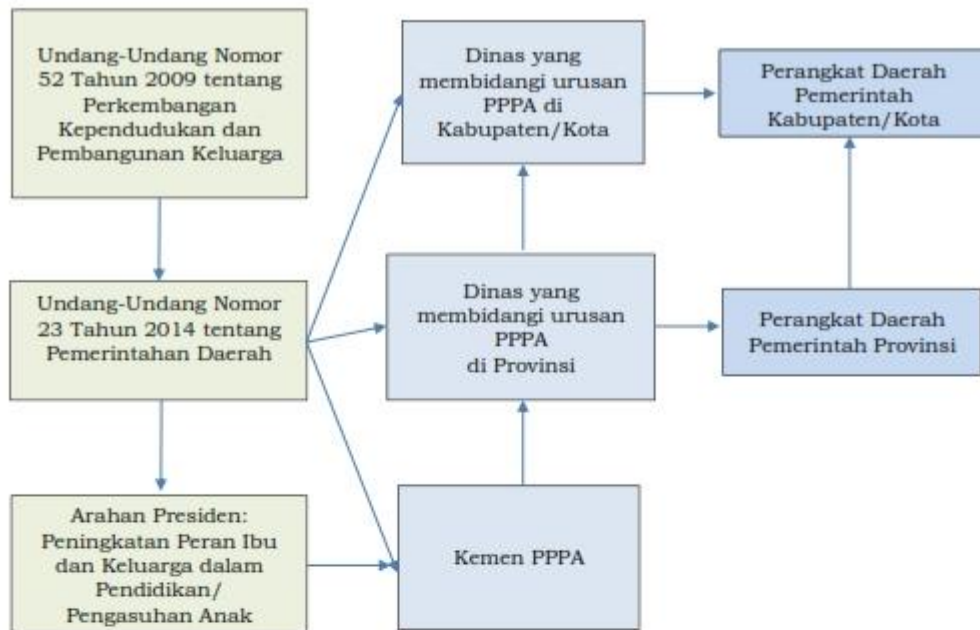 Undang-Undang Nomor
52 Tahun 2009 tentang
Perkembangan
Kependudukan dan
Pembangunan Keluarga
Dinas yang
membidangi urusan
PPPA di
Kabupaten/Kota
Perangkat Daerah
Pemerintah
Kabupaten/Kota
Undang-Undang Nomor
23 Tahun 2014 tentang
Pemerintahan Daerah
Dinas yang
membidangi urusan
PPPA
di Provinsi
Perangkat Daerah
Pemerintah Provinsi
Arahan Presiden:
Peningkatan Peran Ibu
dan Keluarga dalam
Pendidikan/
Pengasuhan Anak
Kemen PPPA